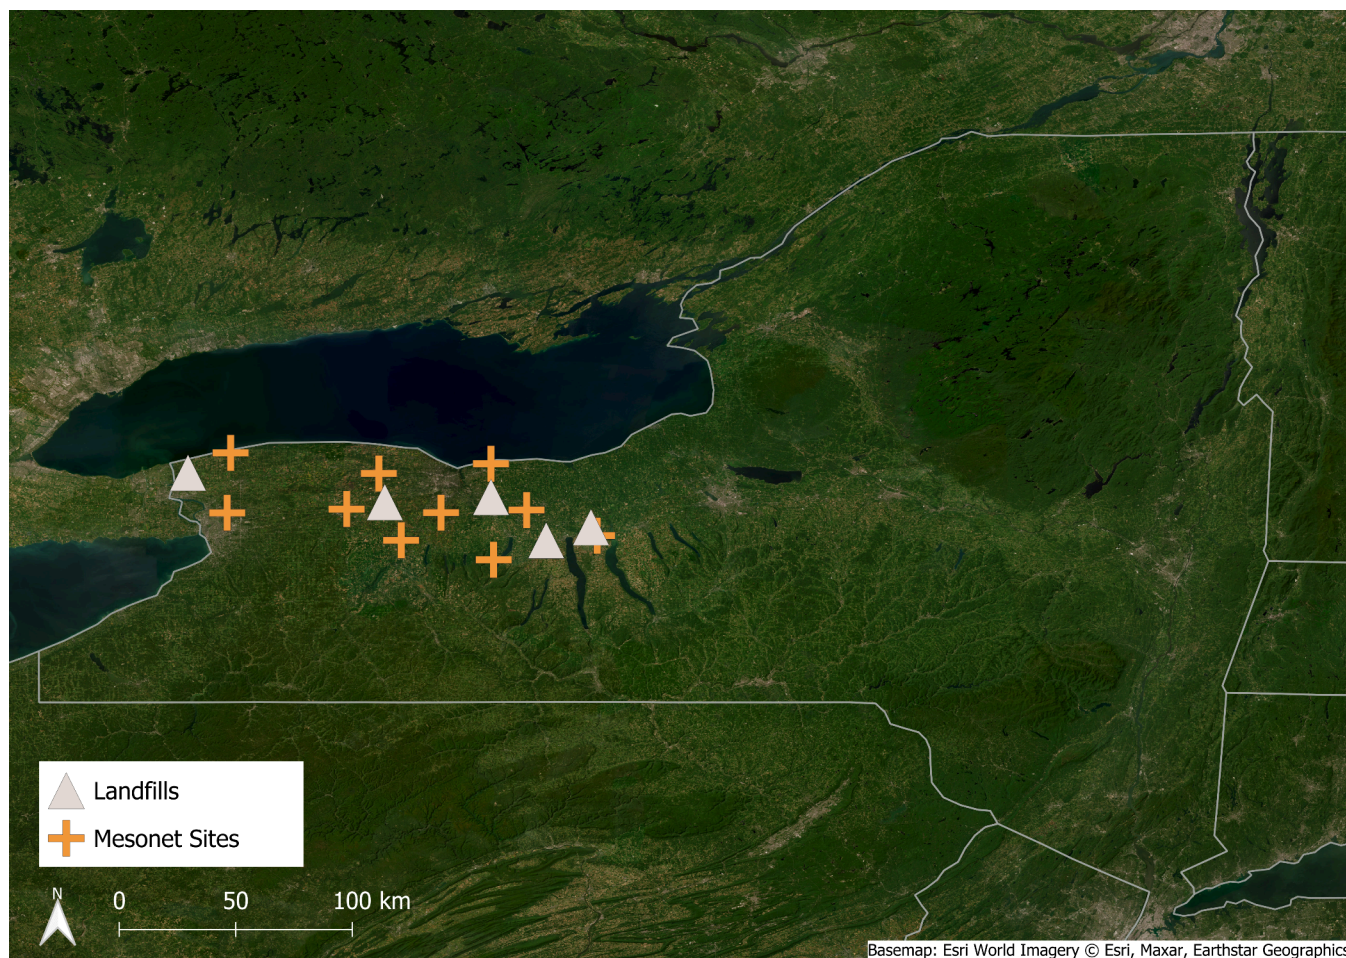 Landfills
Mesonet Sites
N
0 50 100 km
Basemap: Esri World Imagery © Esri, Maxar, Earthstar Geographics